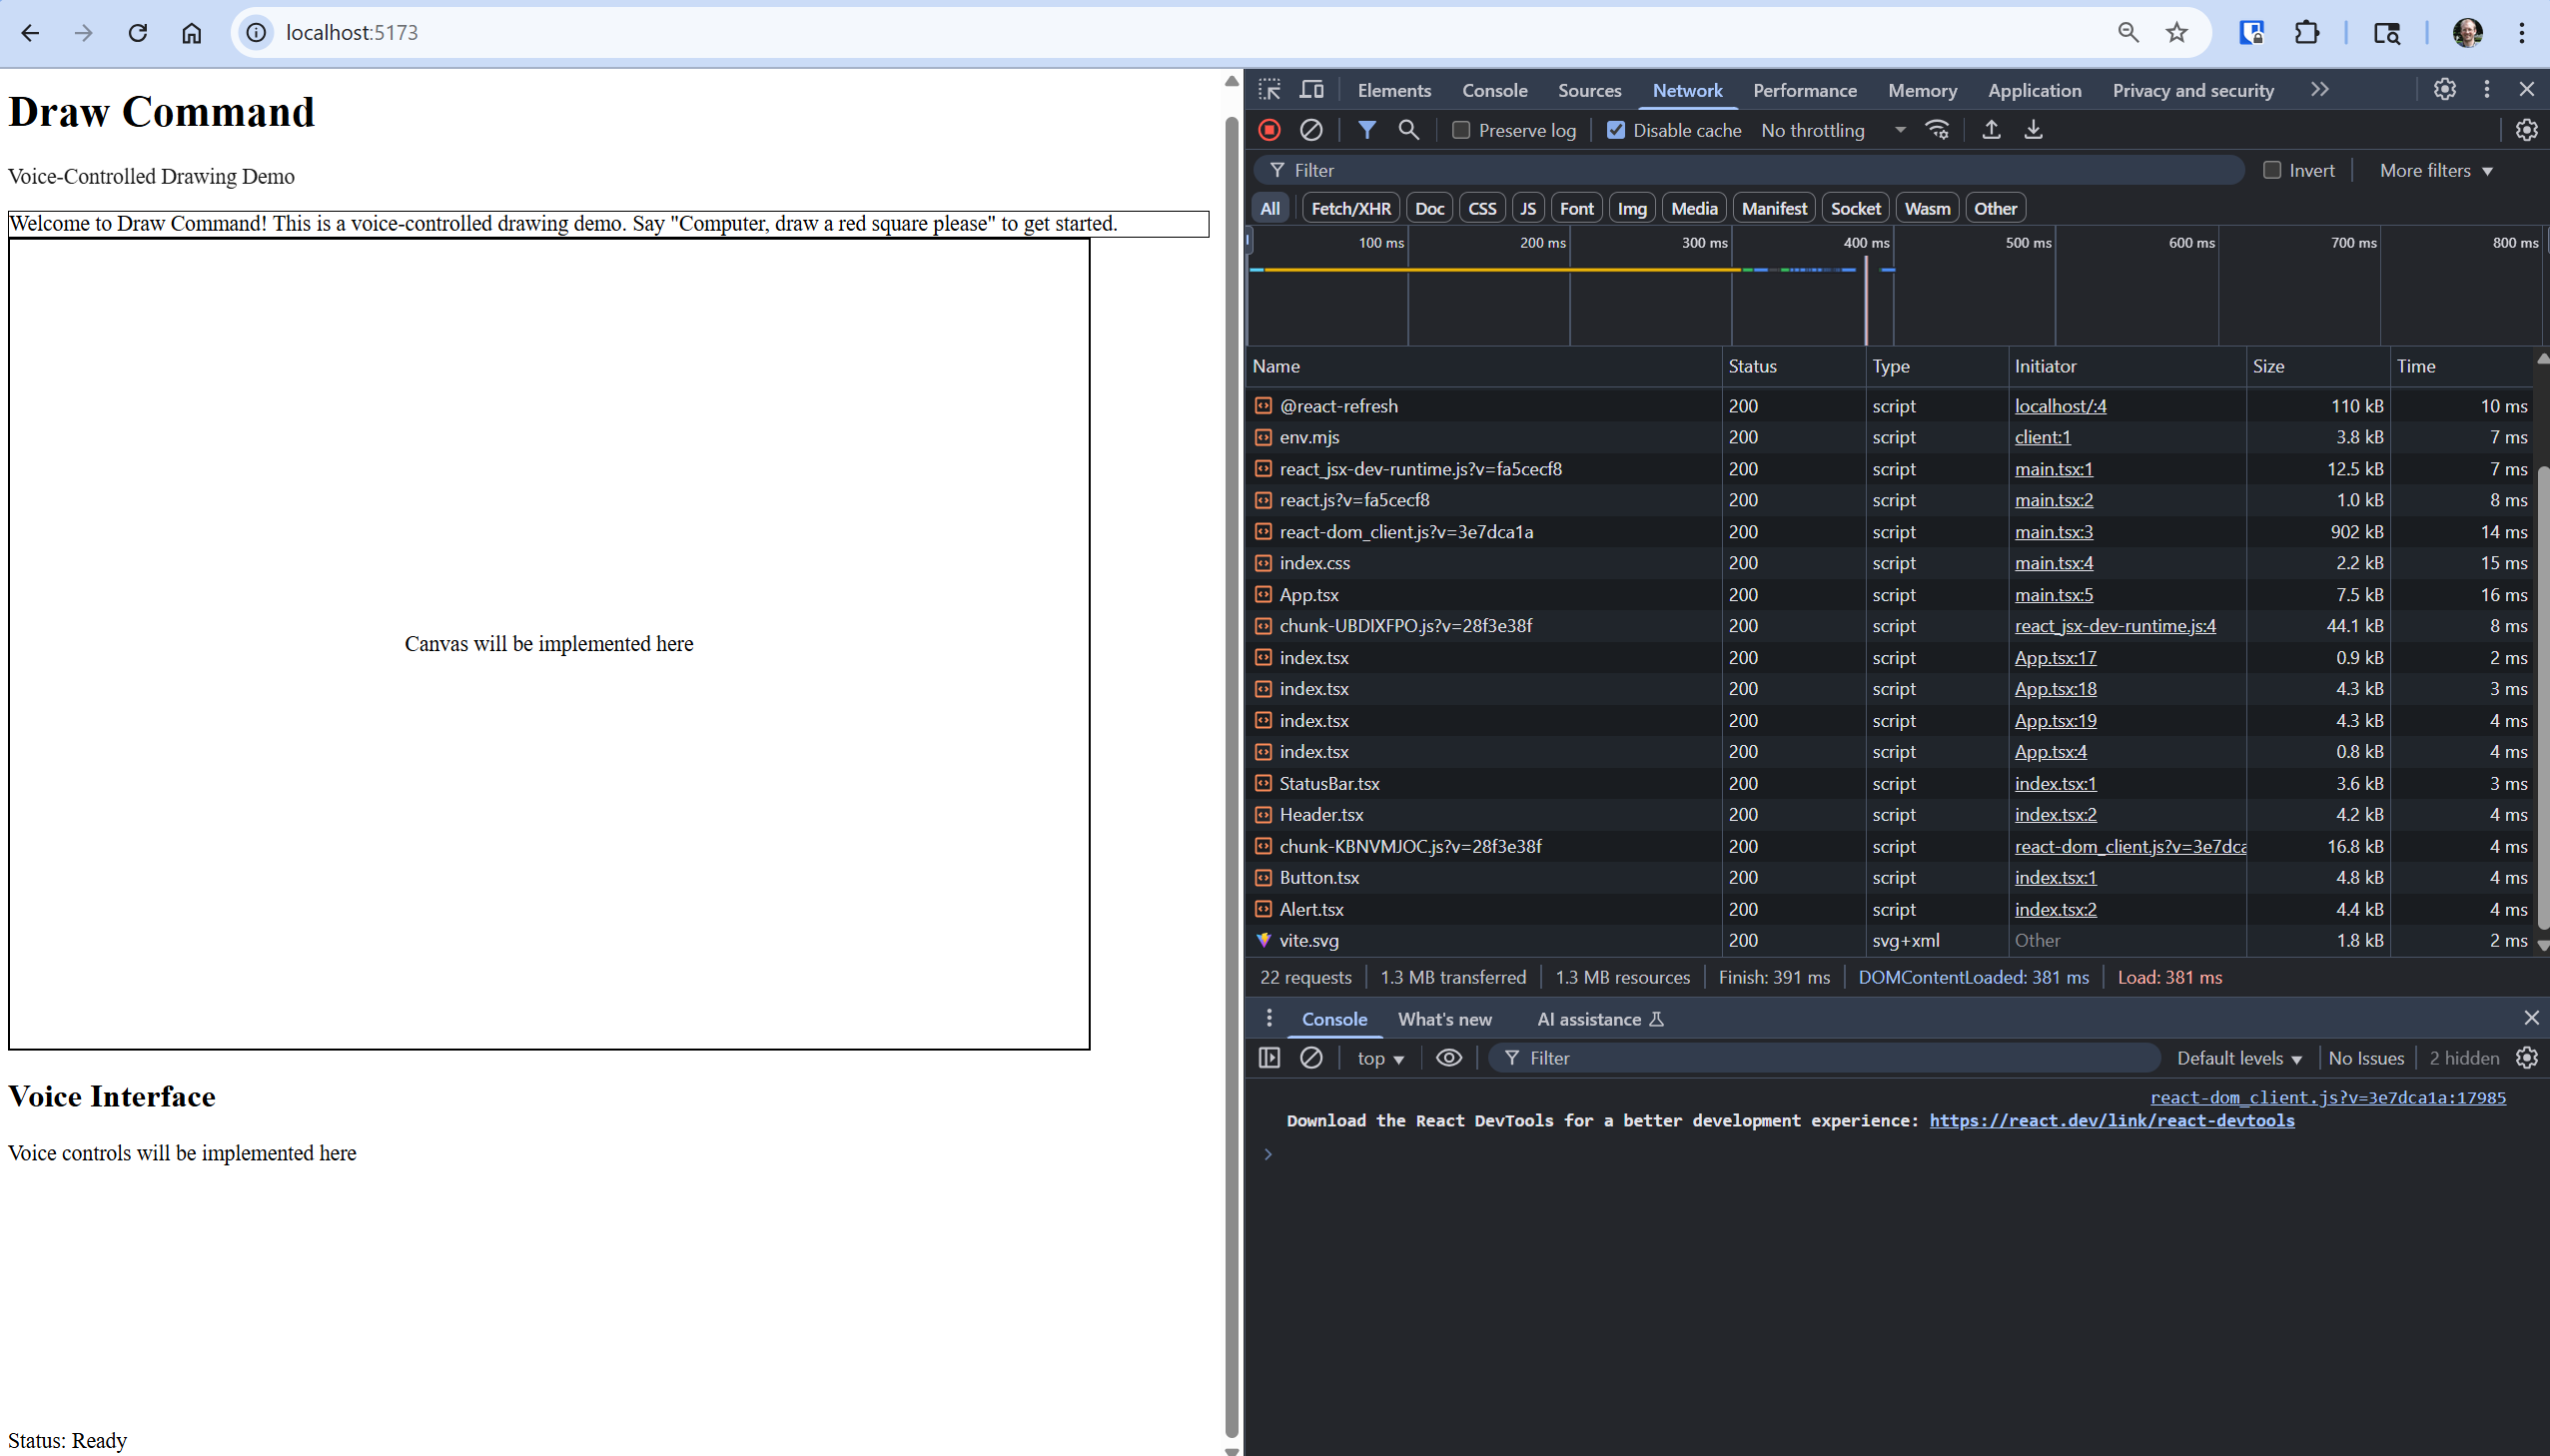 localhost:5173
Draw Command
Voice-Controlled Drawing Demo
Welcome to Draw Command! This is a voice-controlled drawing demo. Say "Computer, draw a red square please" to get started.
Canvas will be implemented here
Voice Interface
Voice controls will be implemented here
Status: Ready
Elements Console Sources Network Performance Memory Application Privacy and security
Preserve log Disable cache No throttling
Filter Invert More filters
All Fetch/XHR Doc CSS JS Font Img Media Manifest Socket Wasm Other
100 ms 200 ms 300 ms 400 ms 500 ms 600 ms 700 ms 800 ms
Name Status Type Initiator Size Time
@react-refresh 200 script localhost/:4 110 kB 10 ms
env.mjs 200 script client:1 3.8 kB 7 ms
react_jsx-dev-runtime.js?v=fa5cecf8 200 script main.tsx:1 12.5 kB 7 ms
react.js?v=fa5cecf8 200 script main.tsx:2 1.0 kB 8 ms
react-dom_client.js?v=3e7dca1a 200 script main.tsx:3 902 kB 14 ms
index.css 200 script main.tsx:4 2.2 kB 15 ms
App.tsx 200 script main.tsx:5 7.5 kB 16 ms
chunk-UBDIXFPO.js?v=28f3e38f 200 script react_jsx-dev-runtime.js:4 44.1 kB 8 ms
index.tsx 200 script App.tsx:17 0.9 kB 2 ms
index.tsx 200 script App.tsx:18 4.3 kB 3 ms
index.tsx 200 script App.tsx:19 4.3 kB 4 ms
index.tsx 200 script App.tsx:4 0.8 kB 4 ms
StatusBar.tsx 200 script index.tsx:1 3.6 kB 3 ms
Header.tsx 200 script index.tsx:2 4.2 kB 4 ms
chunk-KBNVMJOC.js?v=28f3e38f 200 script react-dom_client.js?v=3e7dca 16.8 kB 4 ms
Button.tsx 200 script index.tsx:1 4.8 kB 4 ms
Alert.tsx 200 script index.tsx:2 4.4 kB 4 ms
vite.svg 200 svg+xml Other 1.8 kB 2 ms
22 requests 1.3 MB transferred 1.3 MB resources Finish: 391 ms DOMContentLoaded: 381 ms Load: 381 ms
Console What's new AI assistance
top Filter Default levels No Issues 2 hidden
react-dom_client.js?v=3e7dca1a:17985
Download the React DevTools for a better development experience: https://react.dev/link/react-devtools